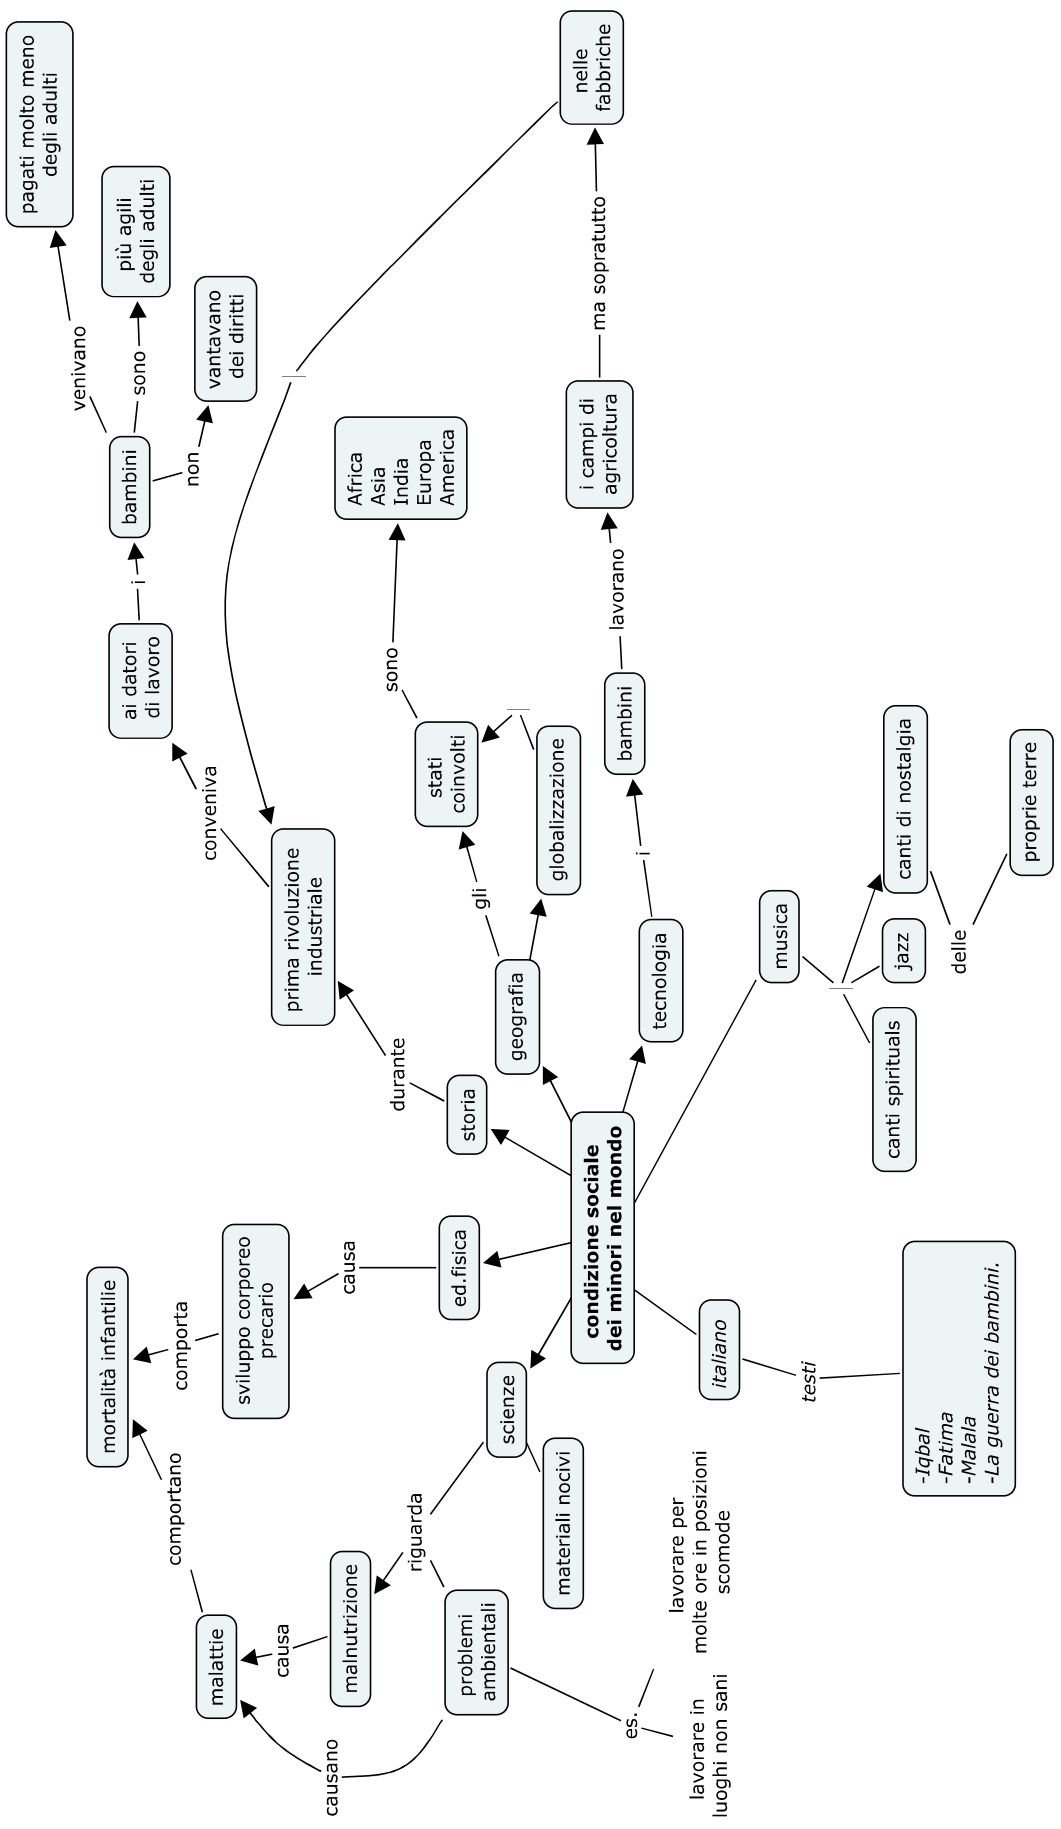 pagati molto meno
degli adulti
venivano
più agili
degli adulti
sono
vantavano
dei diritti
non
bambini
i
ai datori
di lavoro
conveniva
prima rivoluzione
industriale
durante
storia
nelle
fabbriche
ma sopratutto
i campi di
agricoltura
lavorano
bambini
i
tecnologia
Africa
Asia
India
Europa
America
sono
stati
coinvolti
gli
globalizzazione
geografia
condizione sociale
dei minori nel mondo
musica
canti di nostalgia
jazz
canti spirituals
delle
proprie terre
italiano
testi
-Iqbal
-Fatima
-Malala
-La guerra dei bambini.
ed.fisica
causa
sviluppo corporeo
precario
comporta
mortalità infantilie
comportano
malattie
causa
malnutrizione
riguarda
scienze
materiali nocivi
problemi
ambientali
causano
es.
lavorare per
molte ore in posizioni
scomode
lavorare in
luoghi non sani